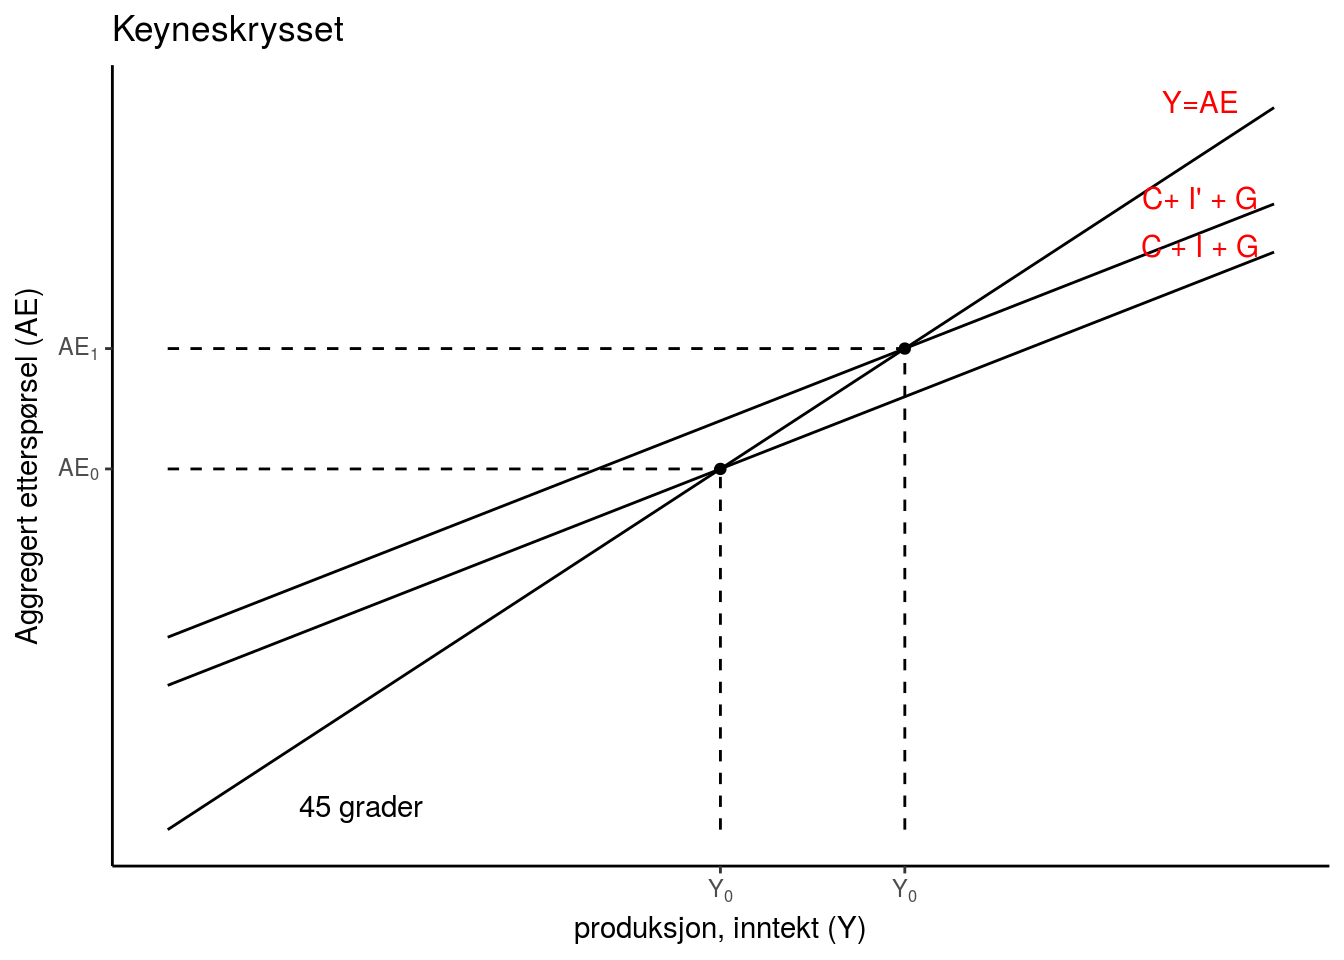 Keyneskrysset
Y=AE
C+ I' + G
C + I + G
Aggregert etterspørsel (AE)
AE₁
AE₀
45 grader
Y₀ Y₀
produksjon, inntekt (Y)